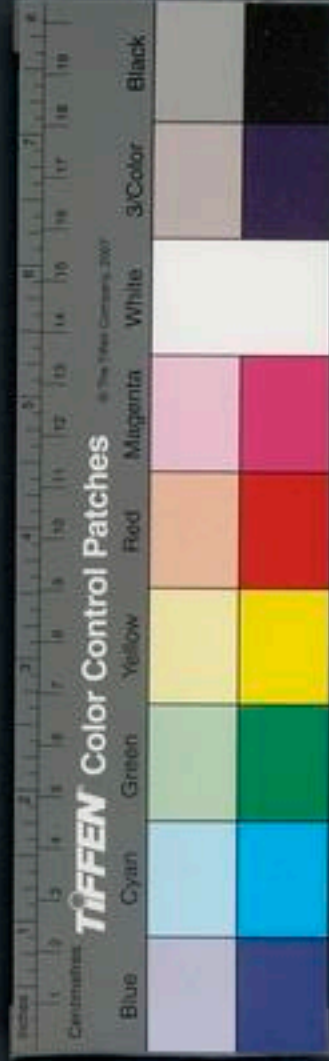 Inches 1 2 3 4 5 6 7 8
Centimetres 1 2 3 4 5 6 7 8 9 10 11 12 13 14 15 16 17 18 19
TIFFEN Color Control Patches
© The Tiffen Company, 2007
Blue Cyan Green Yellow Red Magenta White 3/Color Black